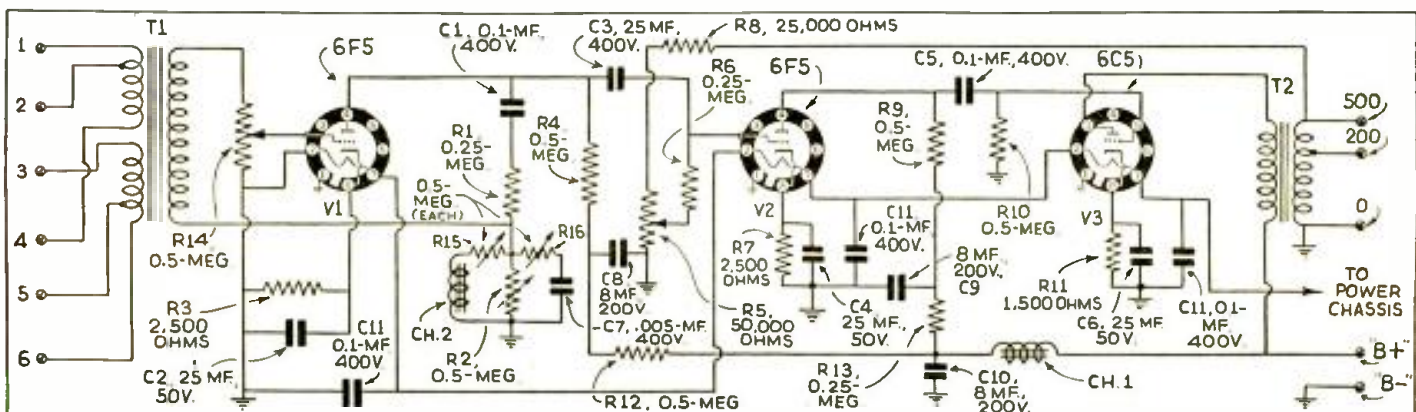 T1
1
2
3
4
5
6
6F5
V1
R14
0.5-MEG
R3
2,500
OHMS
C2, 25 MF.
50V.
C11
0.1-MF
400V.
C1, 0.1-MF.
400V.
R1,
0.25-
MEG
0.5-
MEG
(EACH)
R15
R16
CH.2
R2,
0.5-MEG
C3, 25 MF,
400V.
R4
0.5-
MEG
C8
8 MF
200V.
C7, .005-MF.
400V.
R12, 0.5-MEG
R8, 25,000 OHMS
R6
0.25-
MEG
R5,
50,000
OHMS
6F5
V2
R7
2,500
OHMS
C11
0.1-MF.
400V.
C4
25 MF.,
50V.
C5, 0.1-MF., 400V.
R9,
0.5-
MEG
8 MF.
200V,
C9
R13,
0.25-
MEG
C10,
8 MF.,
200V.
R10
0.5-MEG
6C5
V3
R11
1,500 OHMS
C6, 25 MF.
50V.
C11, 0.1-
MF.
400V.
CH.1
T2
500
200
0
TO
POWER
CHASSIS
"B+"
"B-"